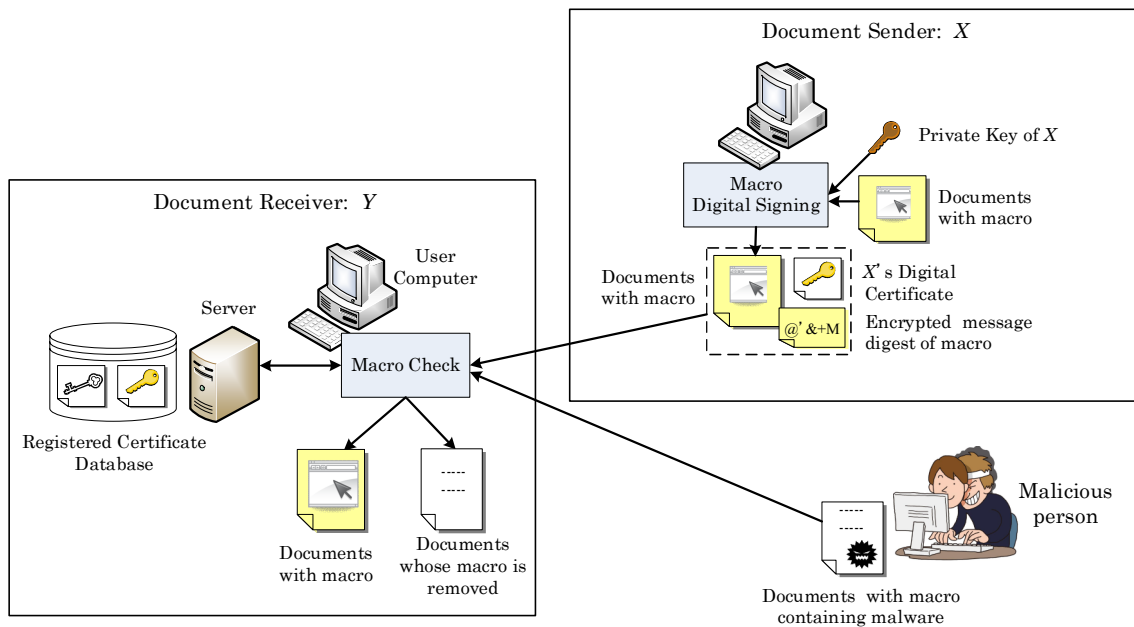 Document Sender: X
Private Key of X
Macro
Digital Signing
Documents
with macro
Documents
with macro
X's Digital
Certificate
@' &+M
Encrypted message
digest of macro
Document Receiver: Y
User
Computer
Server
Macro Check
Registered Certificate
Database
Documents
with macro
Documents
whose macro is
removed
Malicious
person
Documents with macro
containing malware